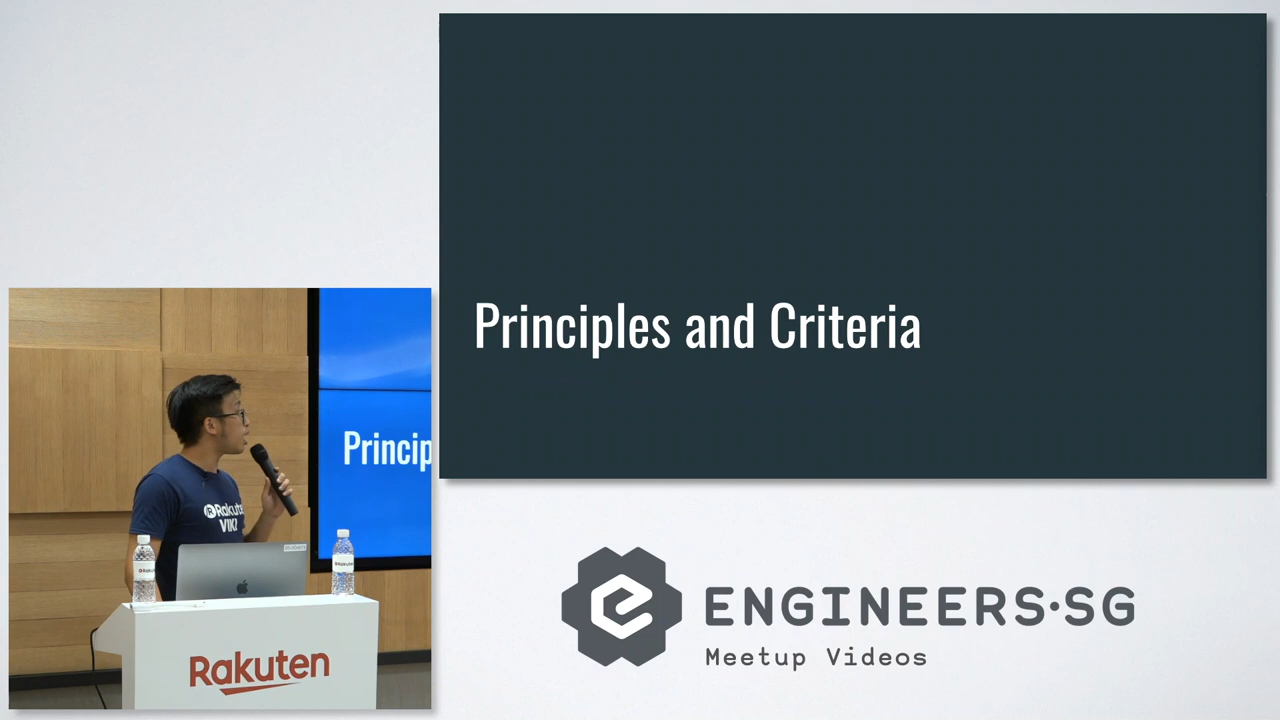 Principles and Criteria
Princip
Rakuten
VIKI
Rakuten
ENGINEERS·SG
Meetup Videos